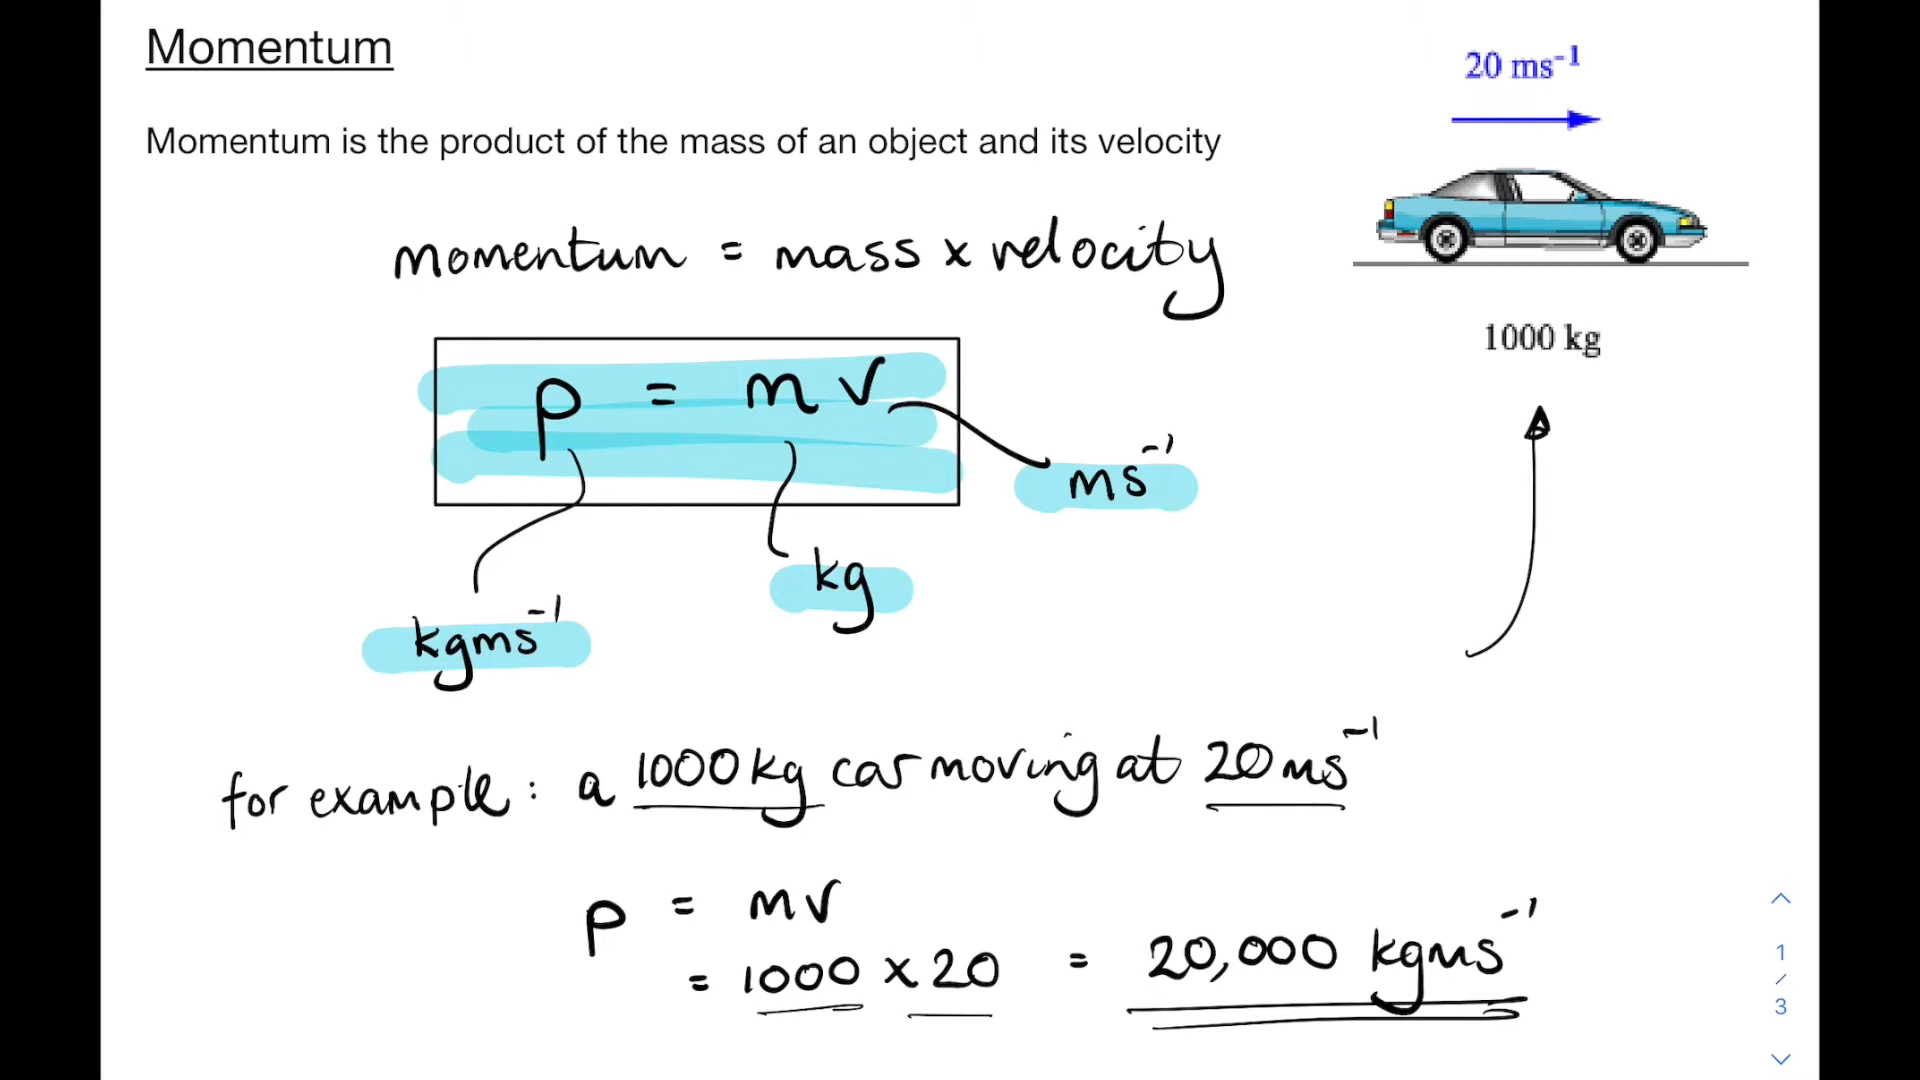 Momentum
20 ms⁻¹
Momentum is the product of the mass of an object and its velocity
momentum = mass x velocity
1000 kg
p = mv
ms⁻¹
kg
kgms⁻¹
for example: a 1000kg car moving at 20ms⁻¹
p = mv
= 1000 x 20 = 20,000 kgms⁻¹
1
/
3